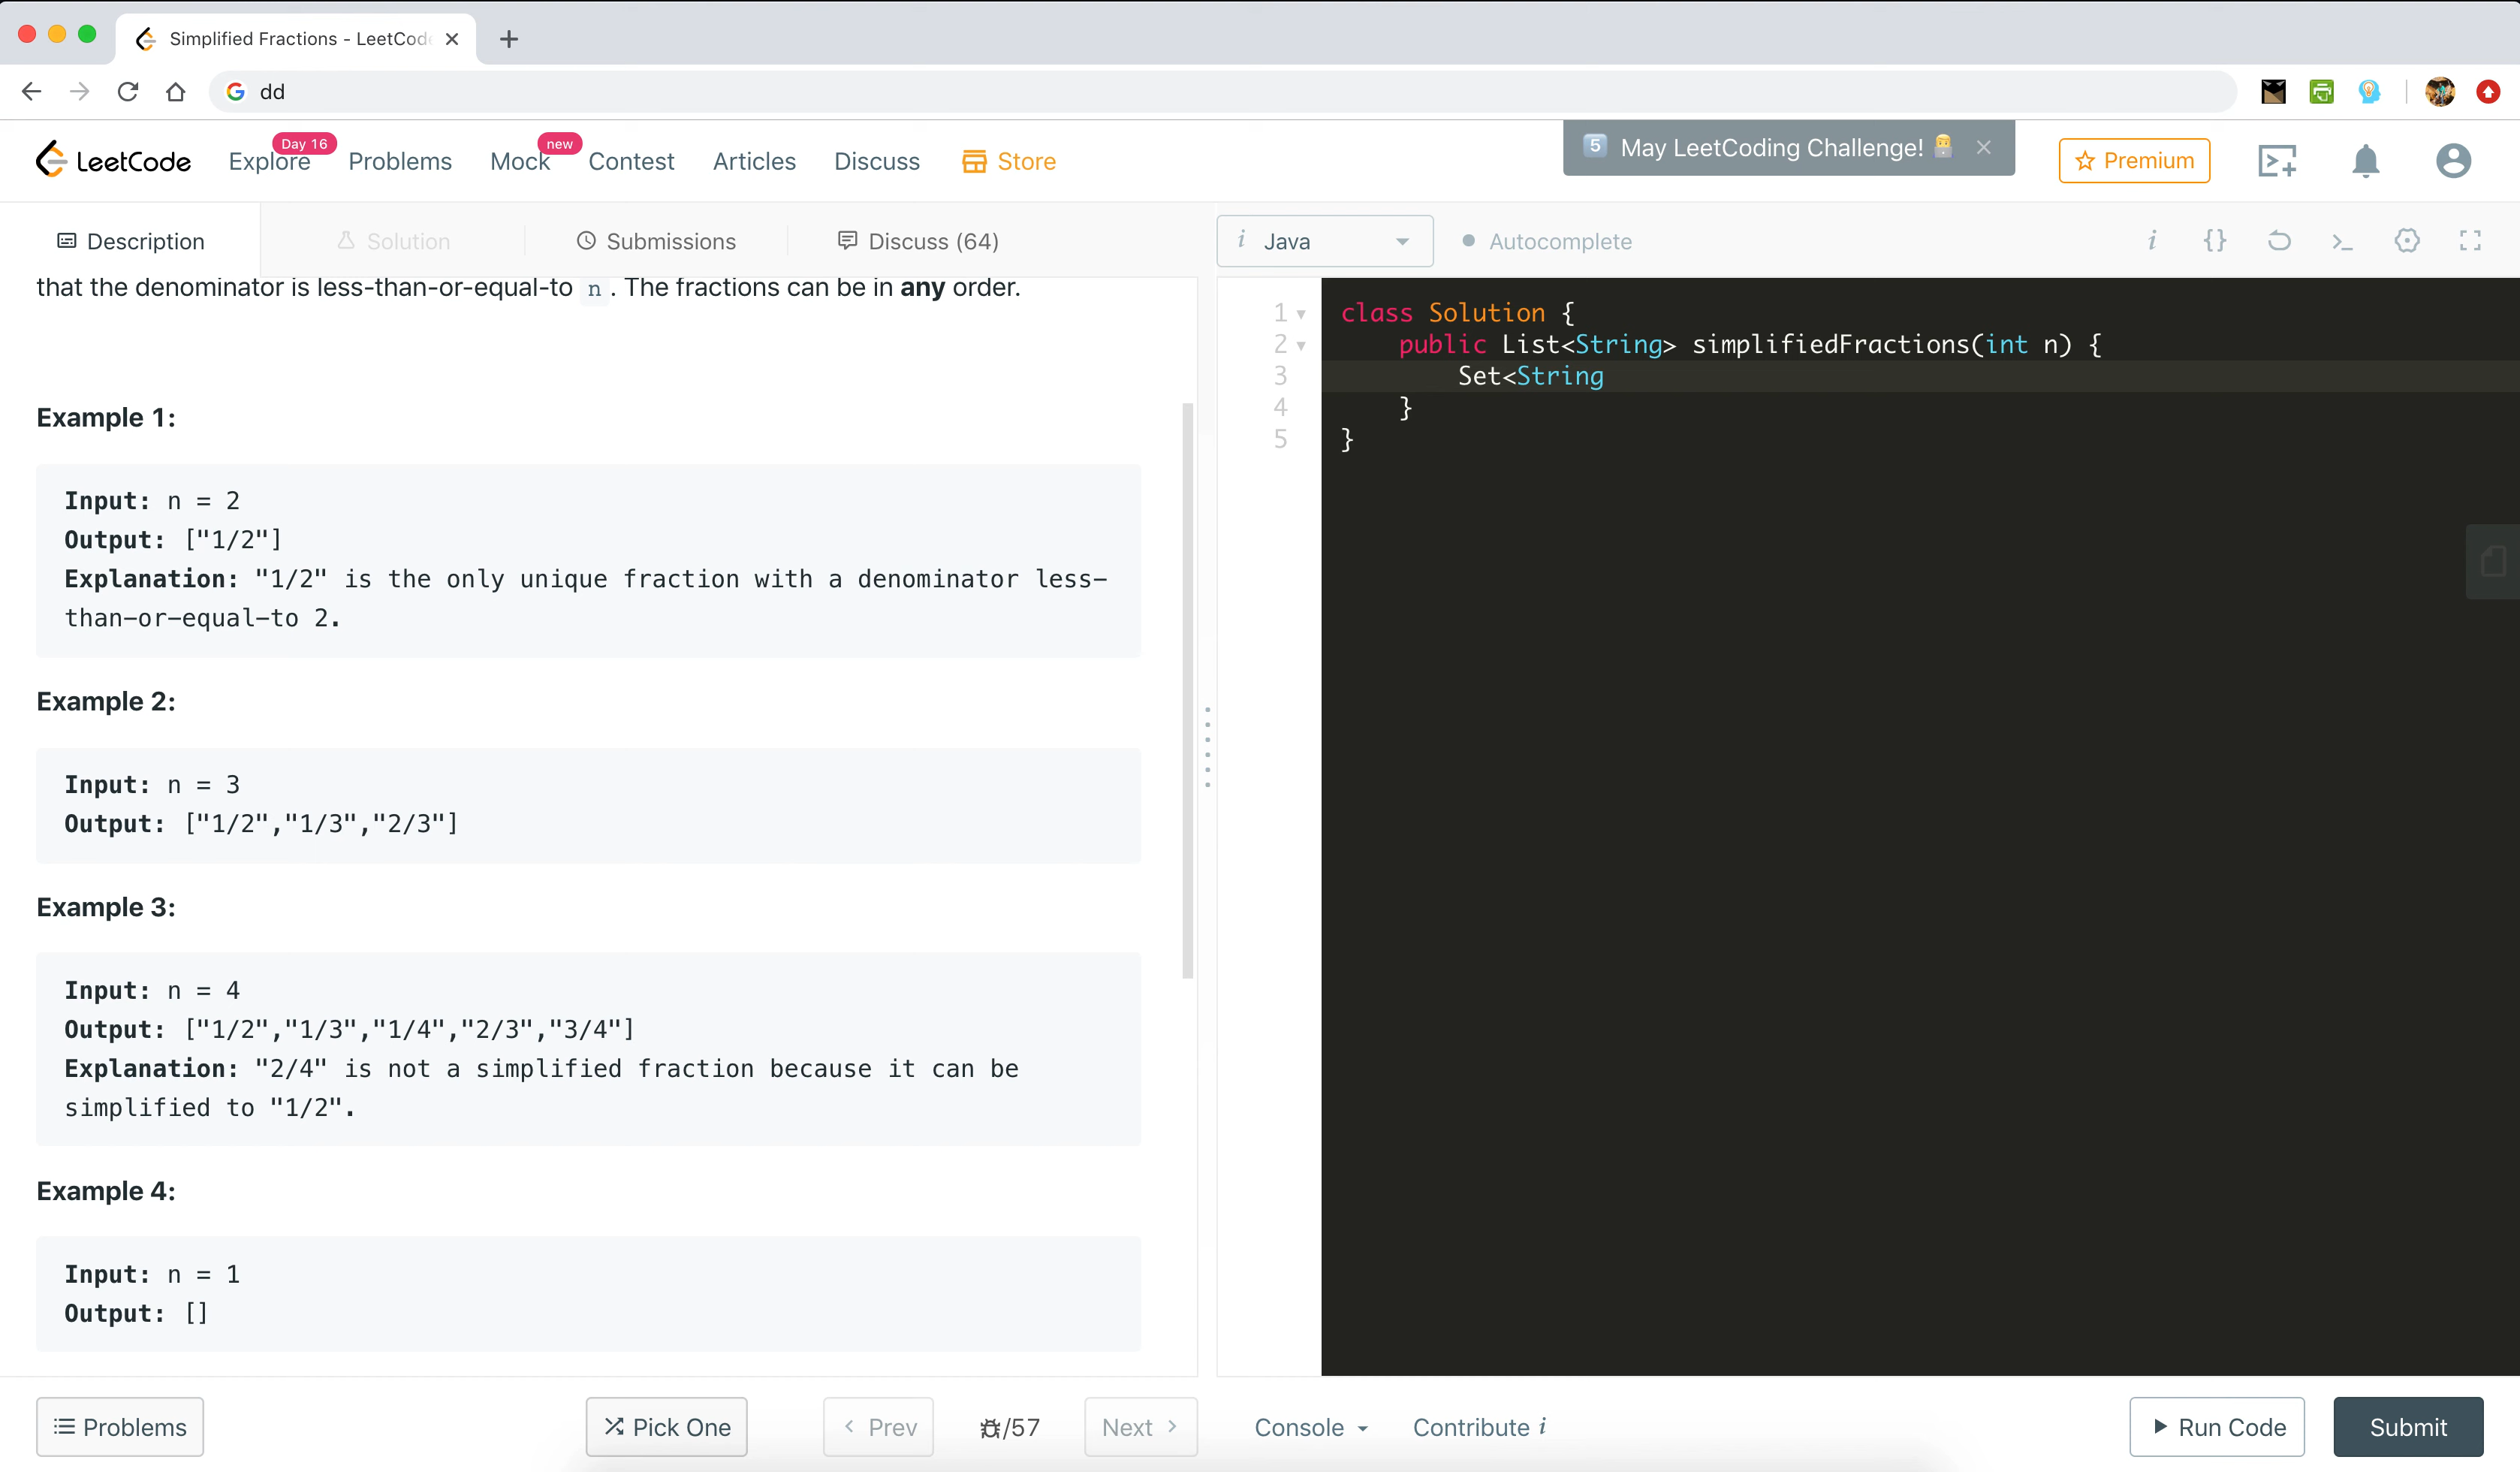 Simplified Fractions - LeetCod
dd
LeetCode
Explore
Day 16
Problems
Mock
new
Contest
Articles
Discuss
Store
5 May LeetCoding Challenge!
Premium
Description
Solution
Submissions
Discuss (64)
i Java
Autocomplete
i {} >_
that the denominator is less-than-or-equal-to n . The fractions can be in any order.
Example 1:
Input: n = 2
Output: ["1/2"]
Explanation: "1/2" is the only unique fraction with a denominator less-
than-or-equal-to 2.
Example 2:
Input: n = 3
Output: ["1/2","1/3","2/3"]
Example 3:
Input: n = 4
Output: ["1/2","1/3","1/4","2/3","3/4"]
Explanation: "2/4" is not a simplified fraction because it can be
simplified to "1/2".
Example 4:
Input: n = 1
Output: []
1 class Solution {
2 public List<String> simplifiedFractions(int n) {
3 Set<String
4 }
5 }
Problems
Pick One
Prev
/57
Next
Console
Contribute i
Run Code
Submit